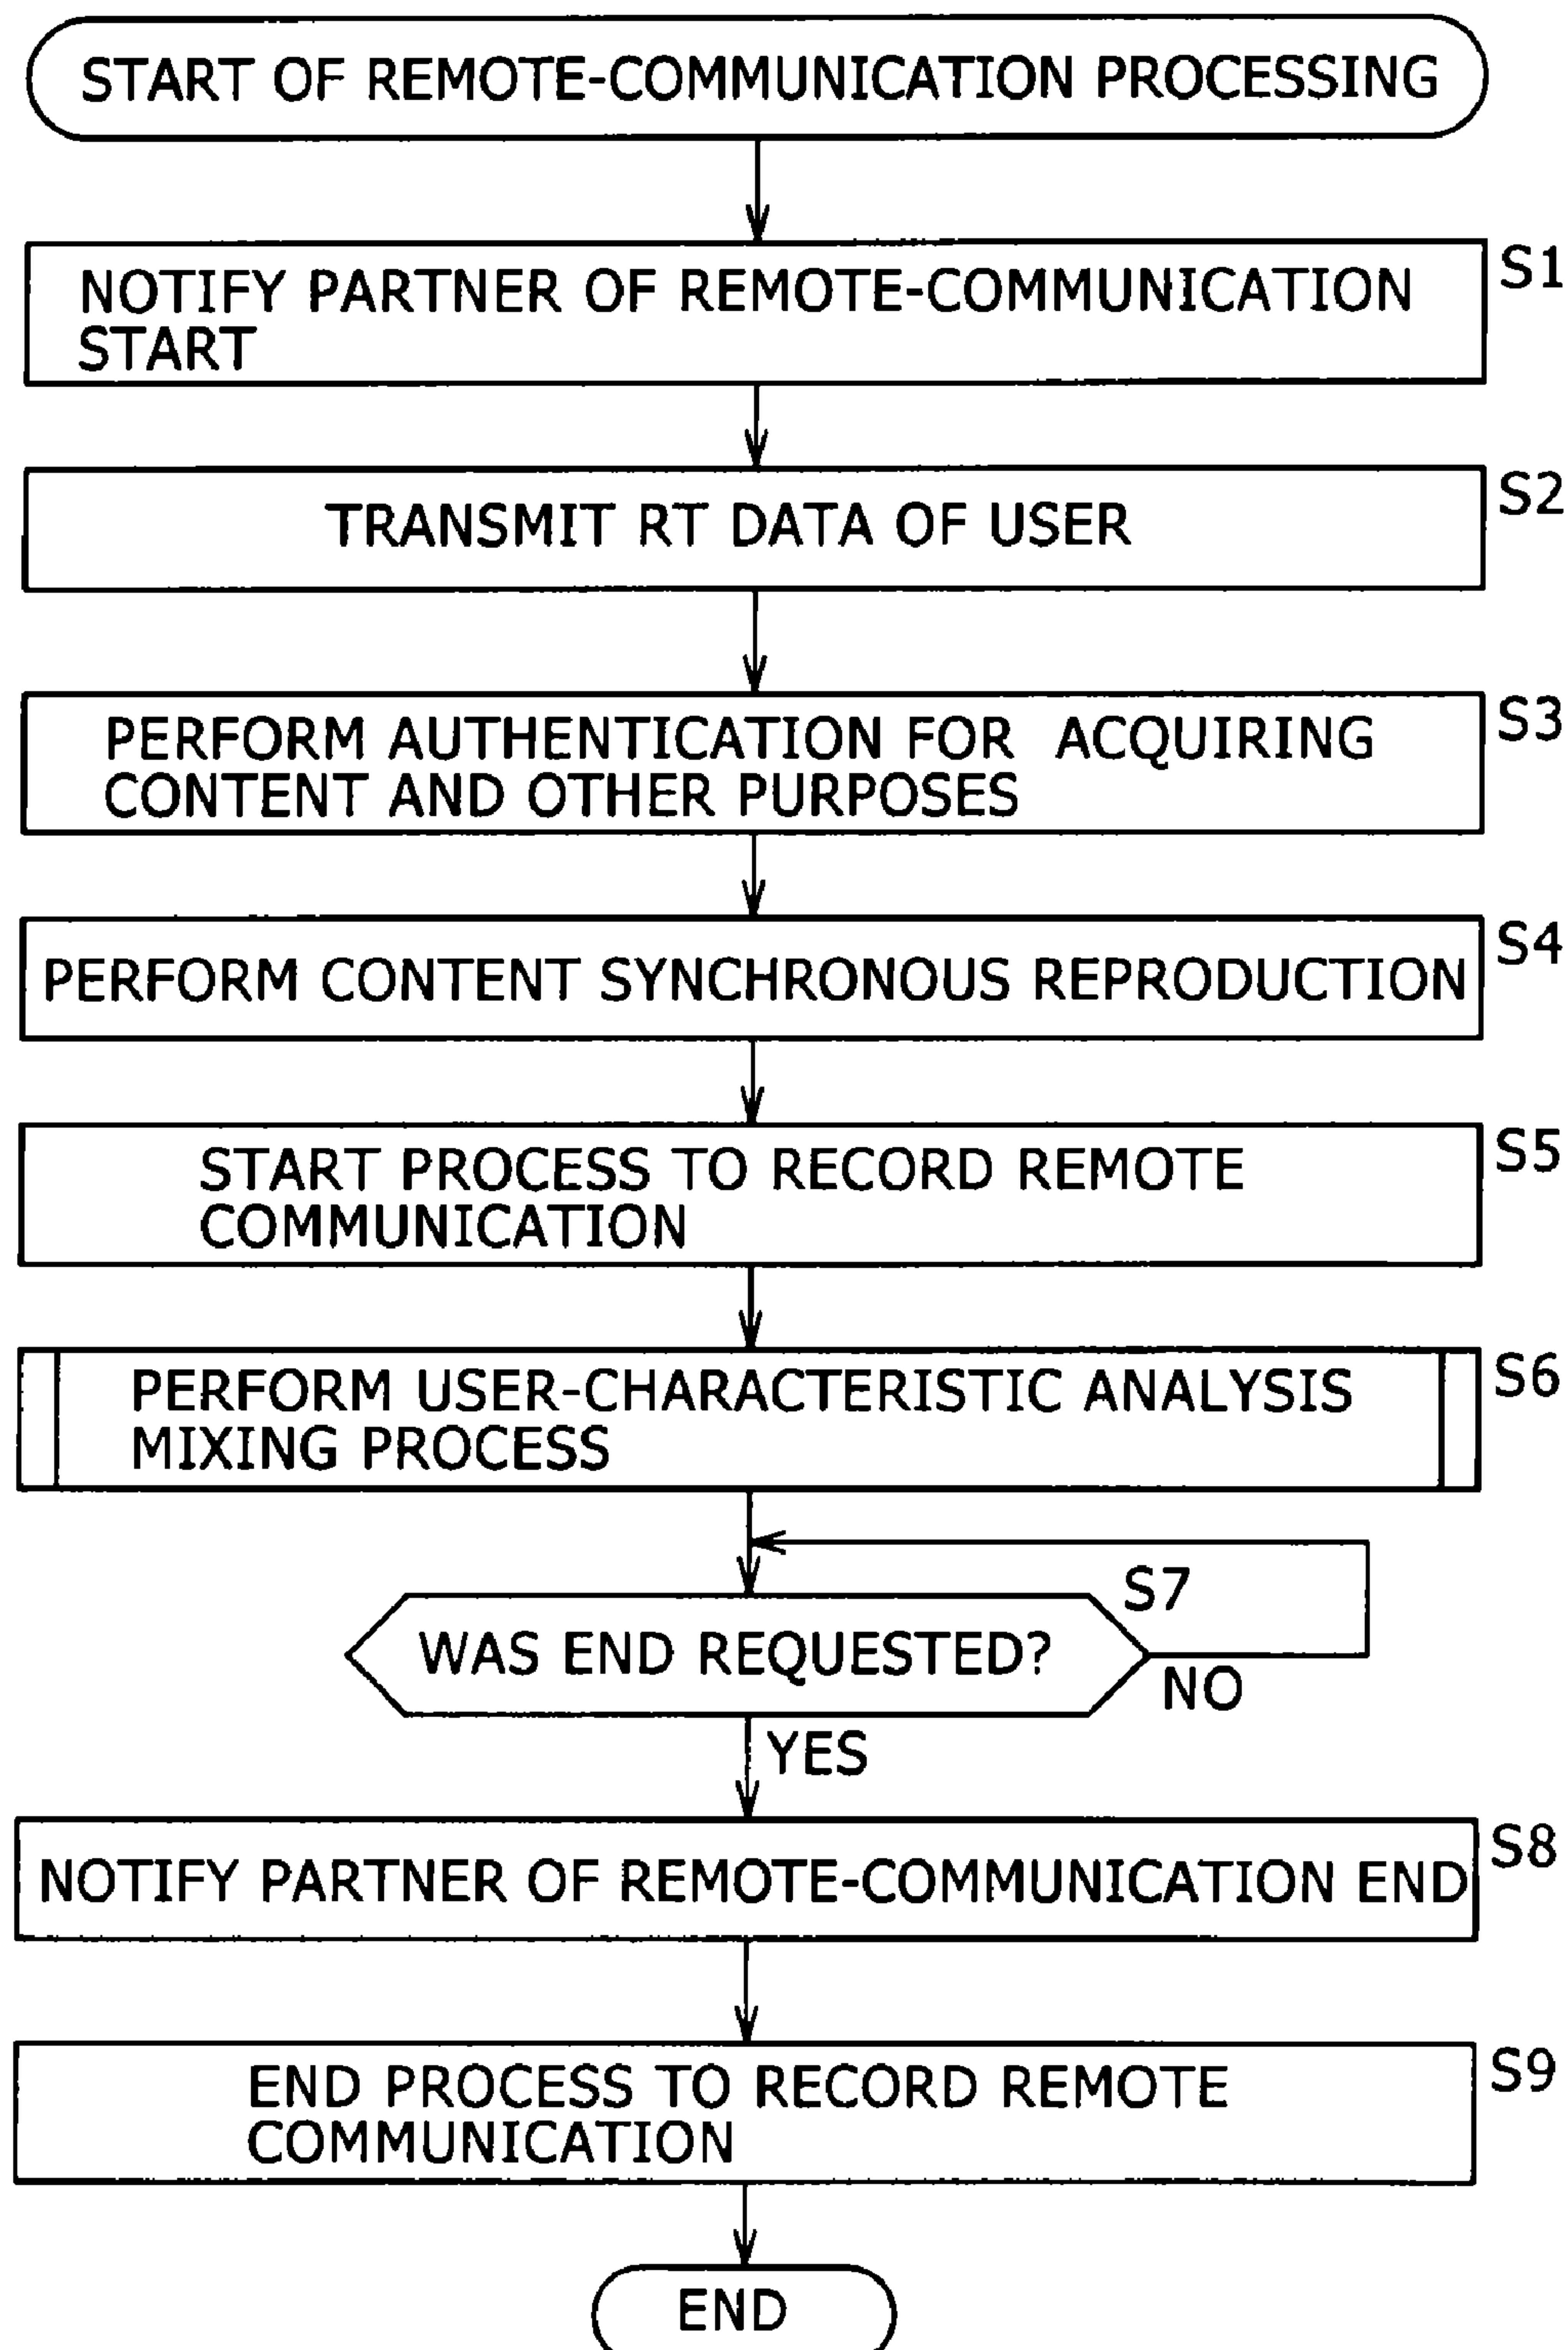 START OF REMOTE-COMMUNICATION PROCESSING
S1
NOTIFY PARTNER OF REMOTE-COMMUNICATION
START
S2
TRANSMIT RT DATA OF USER
S3
PERFORM AUTHENTICATION FOR ACQUIRING
CONTENT AND OTHER PURPOSES
S4
PERFORM CONTENT SYNCHRONOUS REPRODUCTION
S5
START PROCESS TO RECORD REMOTE
COMMUNICATION
S6
PERFORM USER-CHARACTERISTIC ANALYSIS
MIXING PROCESS
S7
WAS END REQUESTED?
NO
YES
S8
NOTIFY PARTNER OF REMOTE-COMMUNICATION END
S9
END PROCESS TO RECORD REMOTE
COMMUNICATION
END